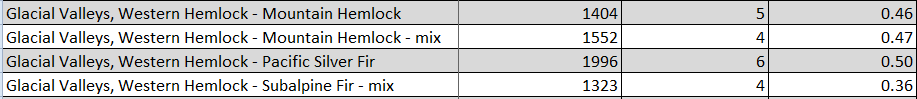 Glacial Valleys, Western Hemlock - Mountain Hemlock 1404 5 0.46
Glacial Valleys, Western Hemlock - Mountain Hemlock - mix 1552 4 0.47
Glacial Valleys, Western Hemlock - Pacific Silver Fir 1996 6 0.50
Glacial Valleys, Western Hemlock - Subalpine Fir - mix 1323 4 0.36